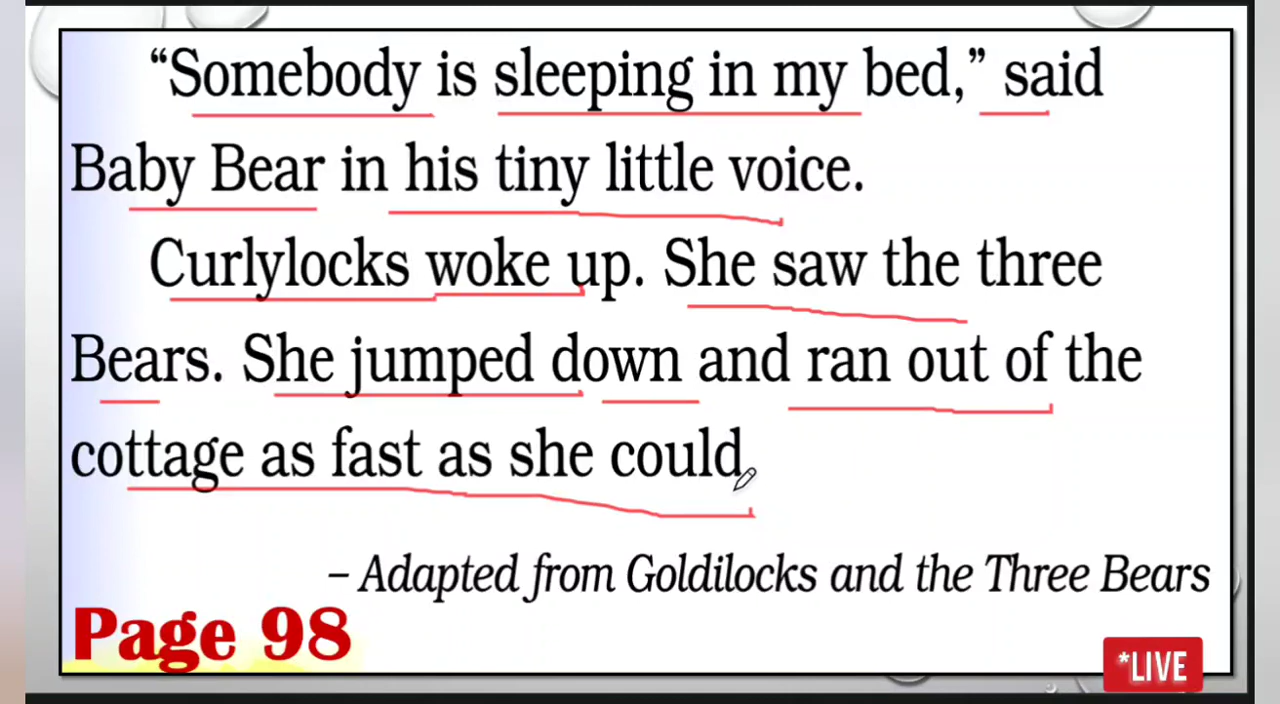 “Somebody is sleeping in my bed,” said
Baby Bear in his tiny little voice.
Curlylocks woke up. She saw the three
Bears. She jumped down and ran out of the
cottage as fast as she could.
– Adapted from Goldilocks and the Three Bears
Page 98
*LIVE